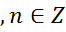 , n ∈ Z